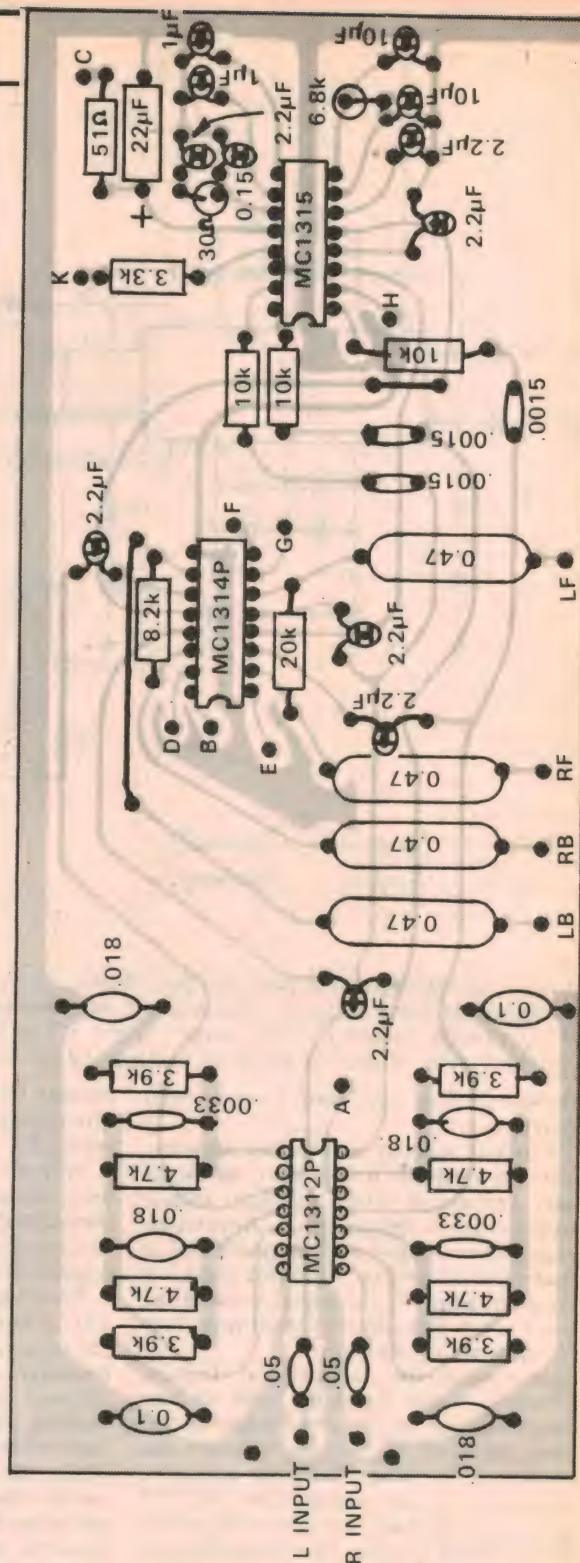 1µF
10µF
C
51Ω
22µF
1µF
2.2µF
6.8k
10µF
2.2µF
+
30Ω
0.15
MC1315
2.2µF
K
3.3k
H
10k
10k
10k
.0015
.0015
.0015
2.2µF
8.2k
MC1314P
F
G
20k
0.47
LF
2.2µF
D
B
E
2.2µF
0.47
RF
0.47
RB
0.47
LB
.018
2.2µF
0.1
3.9k
.0033
4.7k
.018
4.7k
3.9k
0.1
A
MC1312P
3.9k
.018
4.7k
.0033
4.7k
3.9k
.018
.05
.05
L INPUT
R INPUT